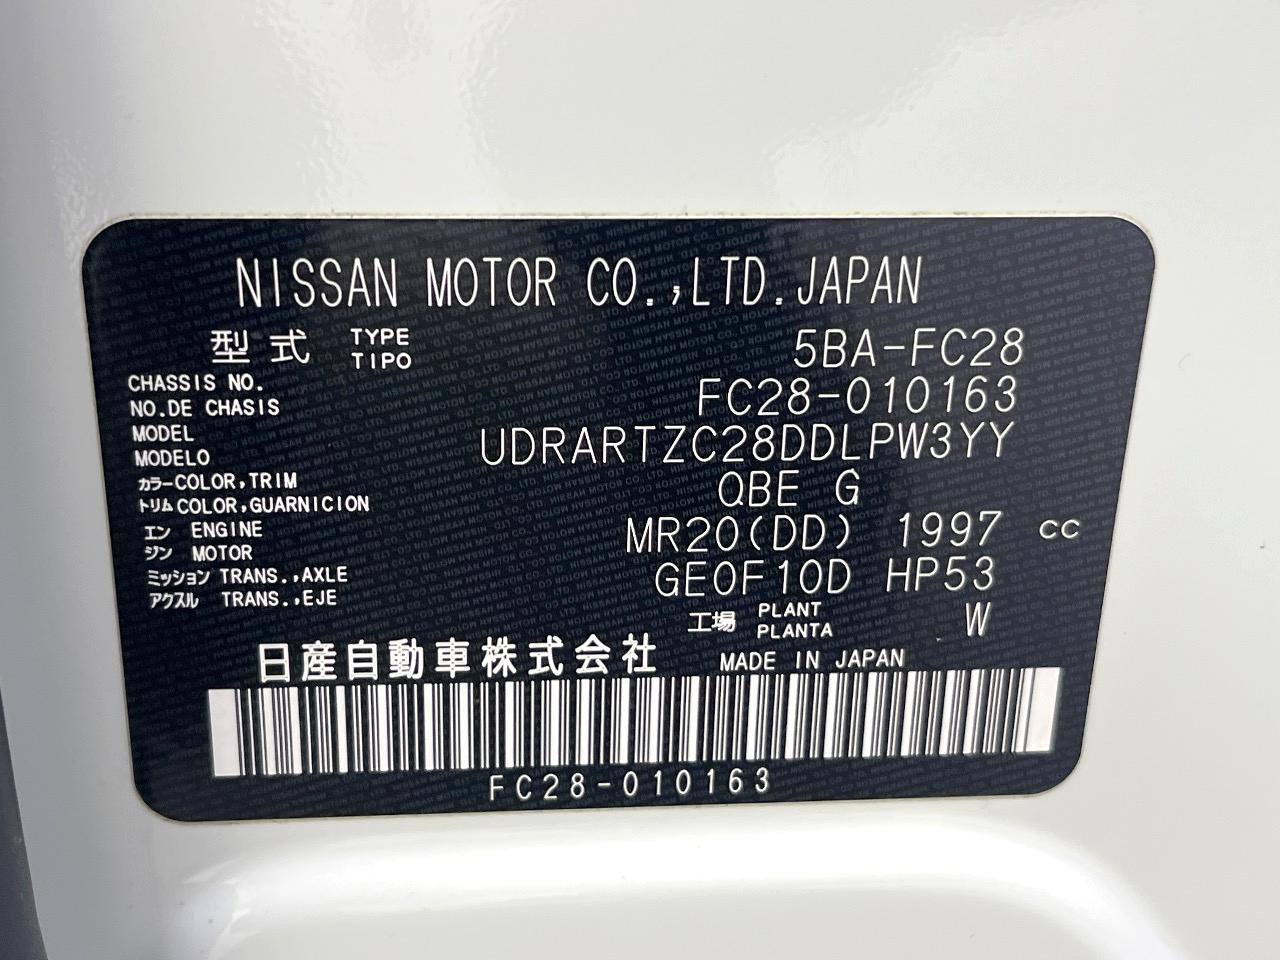 NISSAN MOTOR CO.,LTD.JAPAN
型式 TYPE TIPO 5BA-FC28
CHASSIS NO. FC28-010163
NO.DE CHASIS
MODEL UDRARTZC28DDLPW3YY
MODELO
カラーCOLOR,TRIM QBE G
トリムCOLOR,GUARNICION
エン ENGINE MR20(DD) 1997 CC
ジン MOTOR
ミッション TRANS.,AXLE GE0F10D HP53
アクスル TRANS.,EJE
工場 PLANT PLANTA W
日産自動車株式会社 MADE IN JAPAN
FC28-010163